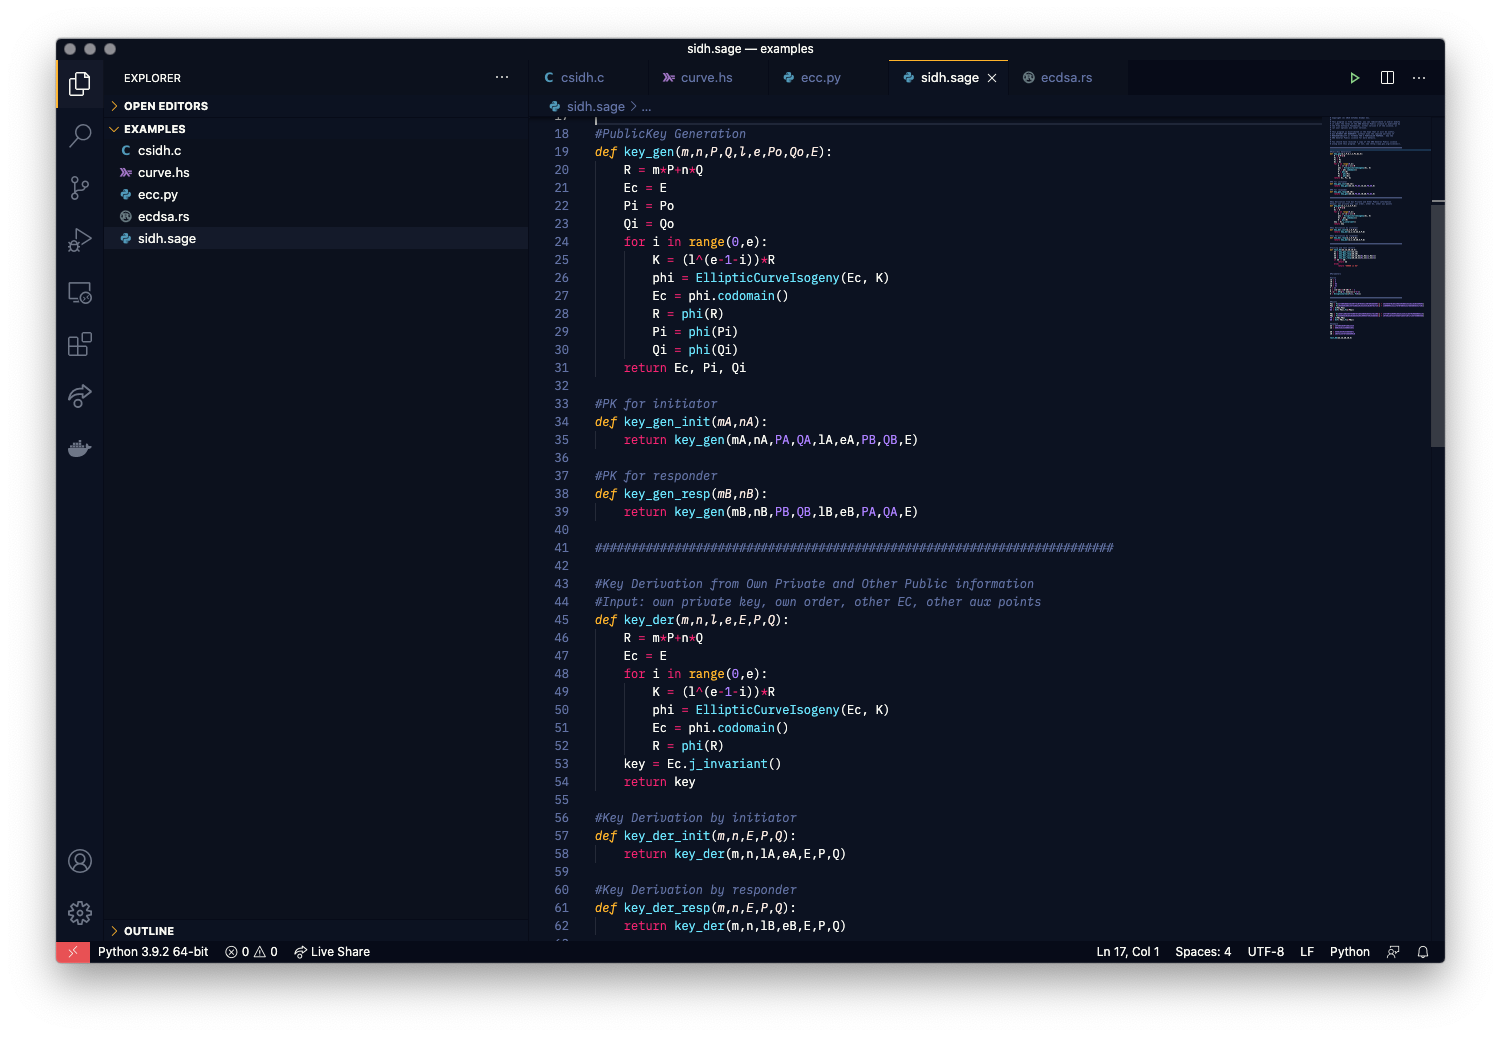 sidh.sage — examples
EXPLORER
OPEN EDITORS
EXAMPLES
csidh.c
curve.hs
ecc.py
ecdsa.rs
sidh.sage
OUTLINE
csidh.c curve.hs ecc.py sidh.sage ecdsa.rs
sidh.sage > ...
17
18 #PublicKey Generation
19 def key_gen(m,n,P,Q,l,e,Po,Qo,E):
20     R = m*P+n*Q
21     Ec = E
22     Pi = Po
23     Qi = Qo
24     for i in range(0,e):
25         K = (l^(e-1-i))*R
26         phi = EllipticCurveIsogeny(Ec, K)
27         Ec = phi.codomain()
28         R = phi(R)
29         Pi = phi(Pi)
30         Qi = phi(Qi)
31     return Ec, Pi, Qi
32
33 #PK for initiator
34 def key_gen_init(mA,nA):
35     return key_gen(mA,nA,PA,QA,lA,eA,PB,QB,E)
36
37 #PK for responder
38 def key_gen_resp(mB,nB):
39     return key_gen(mB,nB,PB,QB,lB,eB,PA,QA,E)
40
41 ########################################################################
42
43 #Key Derivation from Own Private and Other Public information
44 #Input: own private key, own order, other EC, other aux points
45 def key_der(m,n,l,e,E,P,Q):
46     R = m*P+n*Q
47     Ec = E
48     for i in range(0,e):
49         K = (l^(e-1-i))*R
50         phi = EllipticCurveIsogeny(Ec, K)
51         Ec = phi.codomain()
52         R = phi(R)
53     key = Ec.j_invariant()
54     return key
55
56 #Key Derivation by initiator
57 def key_der_init(m,n,E,P,Q):
58     return key_der(m,n,lA,eA,E,P,Q)
59
60 #Key Derivation by responder
61 def key_der_resp(m,n,E,P,Q):
62     return key_der(m,n,lB,eB,E,P,Q)
Python 3.9.2 64-bit 0 0 Live Share Ln 17, Col 1 Spaces: 4 UTF-8 LF Python